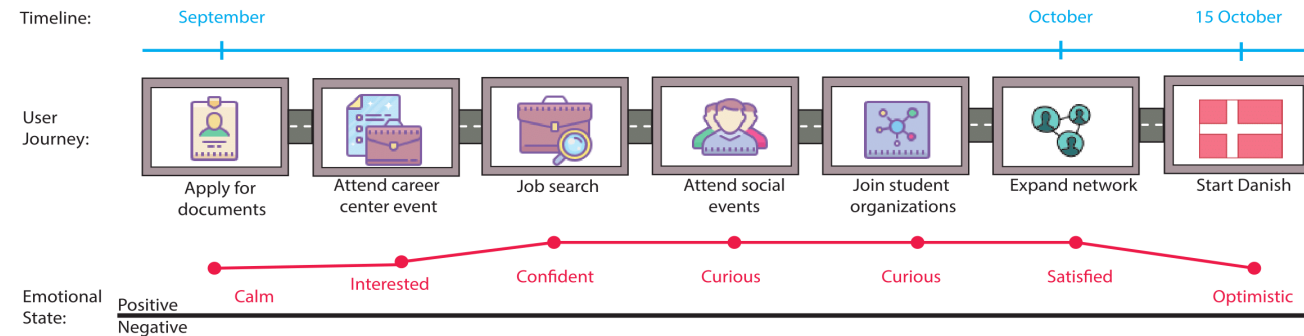 Timeline:
September
October
15 October
User
Journey:
Apply for
documents
Attend career
center event
Job search
Attend social
events
Join student
organizations
Expand network
Start Danish
Calm
Interested
Confident
Curious
Curious
Satisfied
Optimistic
Emotional
State:
Positive
Negative